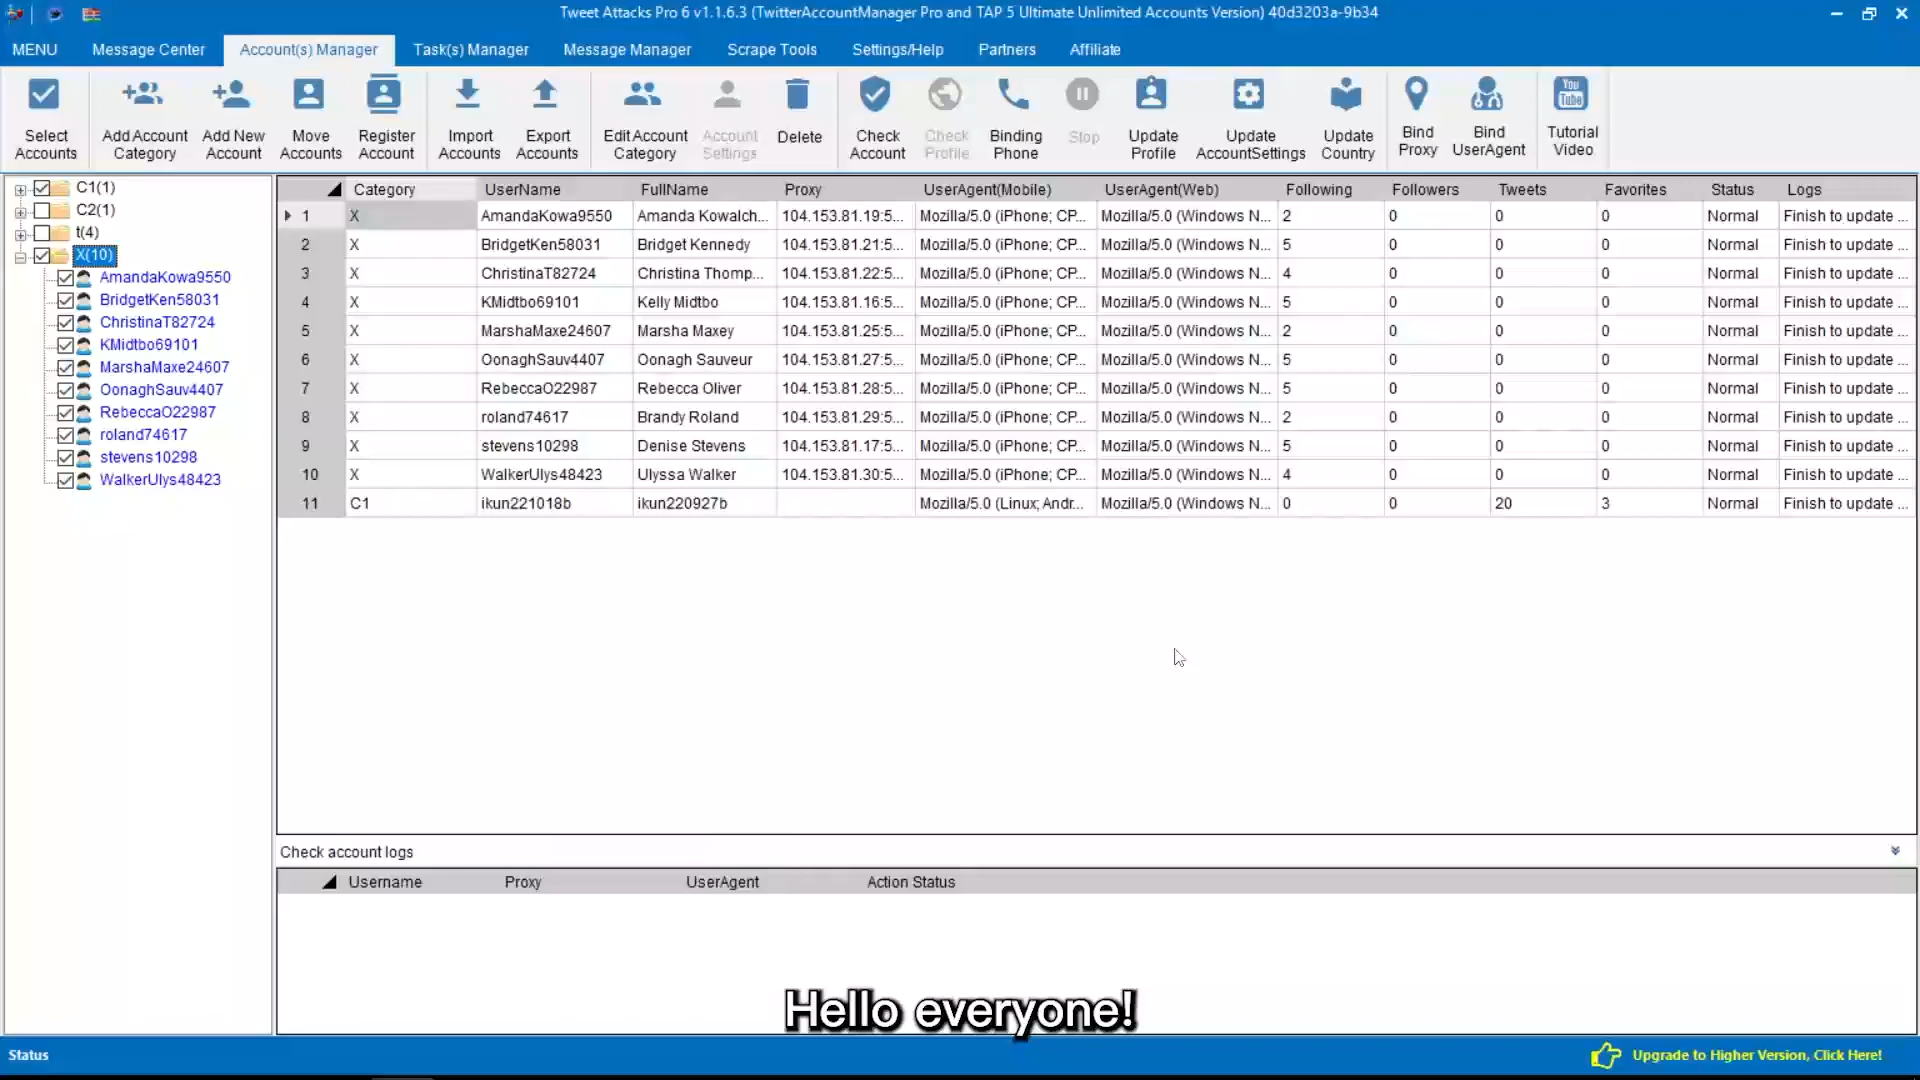 Tweet Attacks Pro 6 v1.1.6.3 (TwitterAccountManager Pro and TAP 5 Ultimate Unlimited Accounts Version) 40d3203a-9b34
MENU Message Center Account(s) Manager Task(s) Manager Message Manager Scrape Tools Settings/Help Partners Affiliate
Select Accounts
Add Account Category
Add New Account
Move Accounts
Register Account
Import Accounts
Export Accounts
Edit Account Category
Account Settings
Delete
Check Account
Check Profile
Binding Phone
Stop
Update Profile
Update AccountSettings
Update Country
Bind Proxy
Bind UserAgent
You Tube
Tutorial Video
C1(1)
C2(1)
t(4)
X(10)
AmandaKowa9550
BridgetKen58031
ChristinaT82724
KMidtbo69101
MarshaMaxe24607
OonaghSauv4407
RebeccaO22987
roland74617
stevens10298
WalkerUlys48423
Category UserName FullName Proxy UserAgent(Mobile) UserAgent(Web) Following Followers Tweets Favorites Status Logs
1 X AmandaKowa9550 Amanda Kowalch... 104.153.81.19:5... Mozilla/5.0 (iPhone; CP... Mozilla/5.0 (Windows N... 2 0 0 0 Normal Finish to update ...
2 X BridgetKen58031 Bridget Kennedy 104.153.81.21:5... Mozilla/5.0 (iPhone; CP... Mozilla/5.0 (Windows N... 5 0 0 0 Normal Finish to update ...
3 X ChristinaT82724 Christina Thomp... 104.153.81.22:5... Mozilla/5.0 (iPhone; CP... Mozilla/5.0 (Windows N... 4 0 0 0 Normal Finish to update ...
4 X KMidtbo69101 Kelly Midtbo 104.153.81.16:5... Mozilla/5.0 (iPhone; CP... Mozilla/5.0 (Windows N... 5 0 0 0 Normal Finish to update ...
5 X MarshaMaxe24607 Marsha Maxey 104.153.81.25:5... Mozilla/5.0 (iPhone; CP... Mozilla/5.0 (Windows N... 2 0 0 0 Normal Finish to update ...
6 X OonaghSauv4407 Oonagh Sauveur 104.153.81.27:5... Mozilla/5.0 (iPhone; CP... Mozilla/5.0 (Windows N... 5 0 0 0 Normal Finish to update ...
7 X RebeccaO22987 Rebecca Oliver 104.153.81.28:5... Mozilla/5.0 (iPhone; CP... Mozilla/5.0 (Windows N... 5 0 0 0 Normal Finish to update ...
8 X roland74617 Brandy Roland 104.153.81.29:5... Mozilla/5.0 (iPhone; CP... Mozilla/5.0 (Windows N... 2 0 0 0 Normal Finish to update ...
9 X stevens10298 Denise Stevens 104.153.81.17:5... Mozilla/5.0 (iPhone; CP... Mozilla/5.0 (Windows N... 5 0 0 0 Normal Finish to update ...
10 X WalkerUlys48423 Ulyssa Walker 104.153.81.30:5... Mozilla/5.0 (iPhone; CP... Mozilla/5.0 (Windows N... 4 0 0 0 Normal Finish to update ...
11 C1 ikun221018b ikun220927b Mozilla/5.0 (Linux; Andr... Mozilla/5.0 (Windows N... 0 0 20 3 Normal Finish to update ...
Check account logs
Username Proxy UserAgent Action Status
Hello everyone!
Status
Upgrade to Higher Version, Click Here!